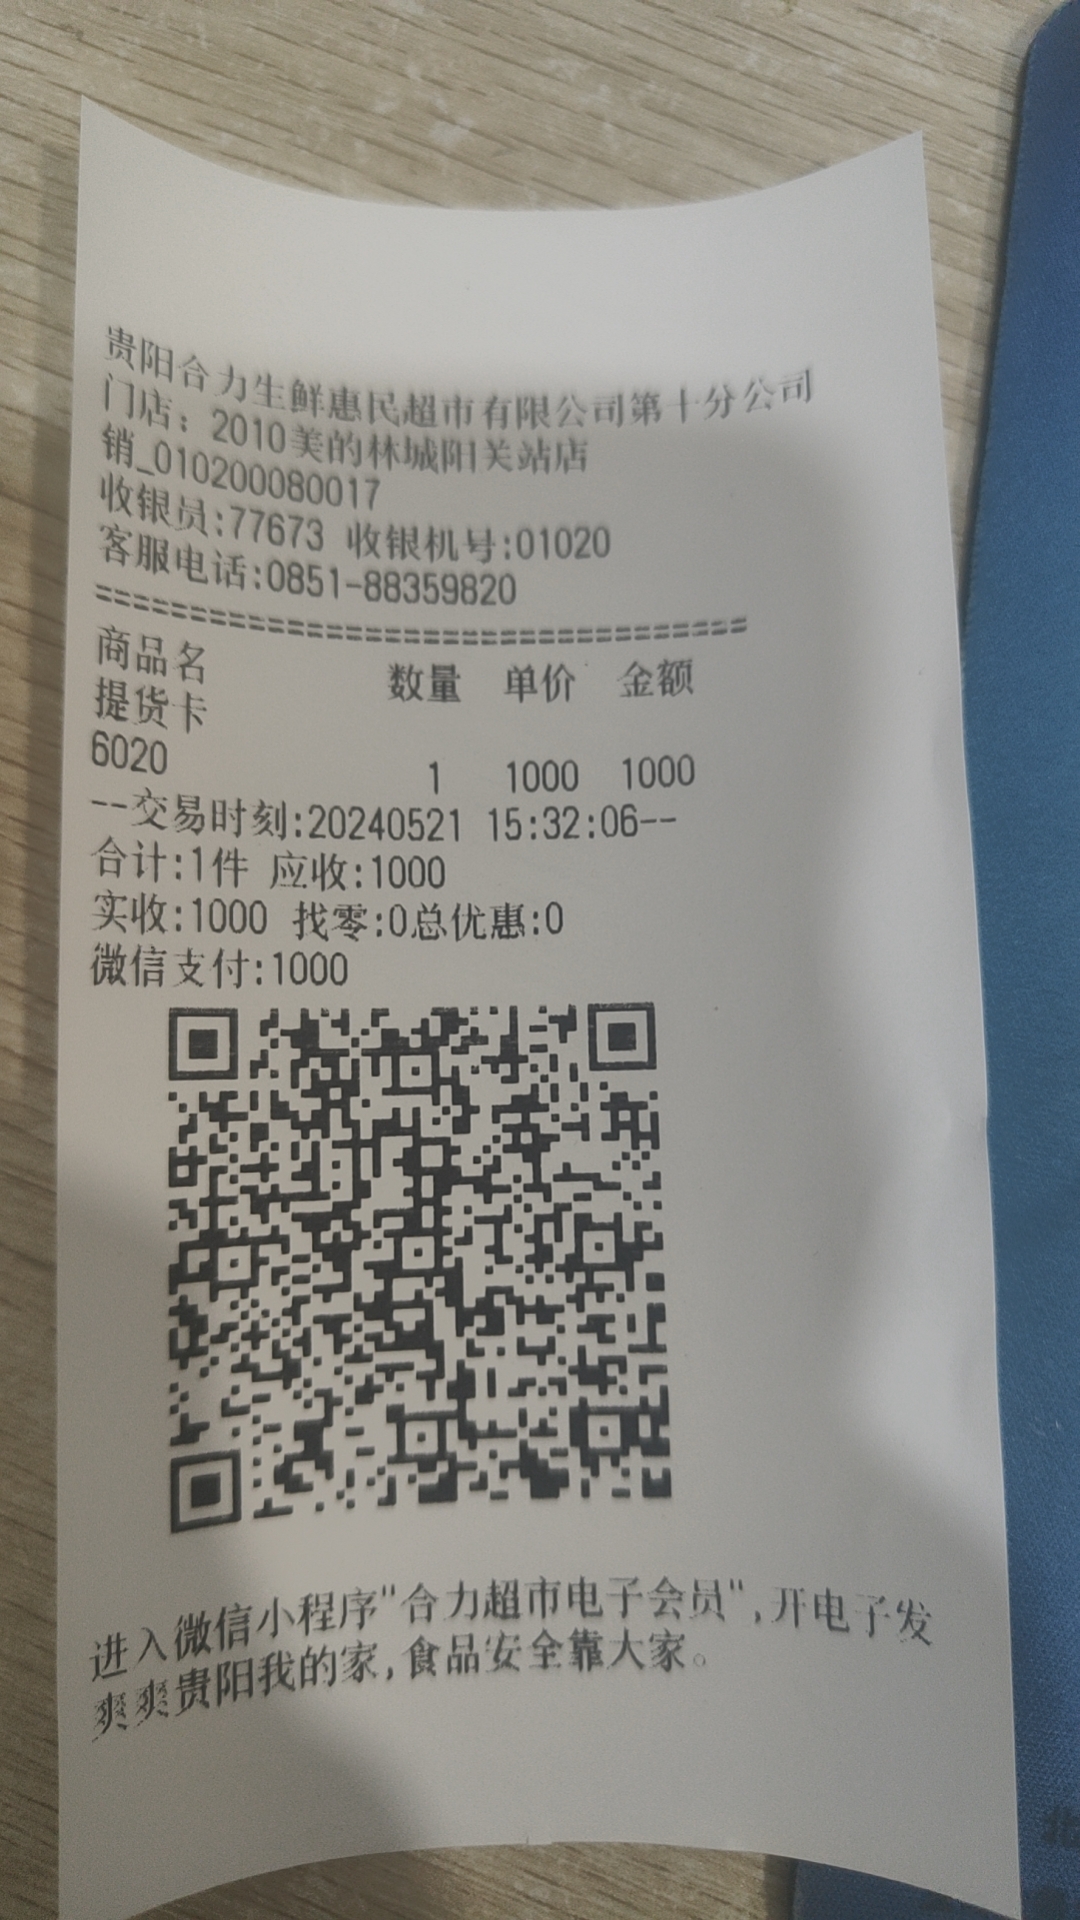 贵阳合力生鲜惠民超市有限公司第十分公司
门店：2010美的林城阳关站店
销_010200080017
收银员:77673 收银机号:01020
客服电话:0851-88359820
==================================
商品名 数量 单价 金额
提货卡
6020 1 1000 1000
--交易时刻:20240521 15:32:06--
合计:1件 应收:1000
实收:1000 找零:0总优惠:0
微信支付:1000
进入微信小程序"合力超市电子会员",开电子发
爽爽贵阳我的家,食品安全靠大家。